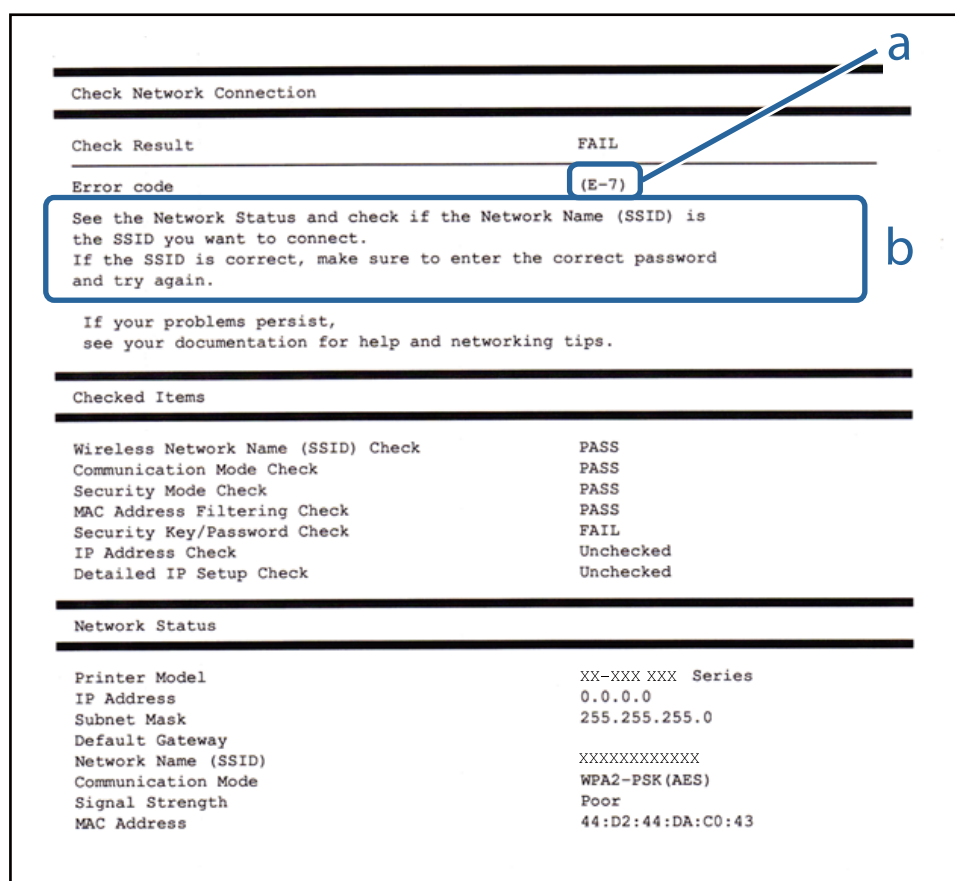 a
Check Network Connection
Check Result FAIL
Error code (E-7)
See the Network Status and check if the Network Name (SSID) is
the SSID you want to connect.
If the SSID is correct, make sure to enter the correct password
and try again.
b
If your problems persist,
see your documentation for help and networking tips.
Checked Items
Wireless Network Name (SSID) Check PASS
Communication Mode Check PASS
Security Mode Check PASS
MAC Address Filtering Check PASS
Security Key/Password Check FAIL
IP Address Check Unchecked
Detailed IP Setup Check Unchecked
Network Status
Printer Model XX-XXX XXX Series
IP Address 0.0.0.0
Subnet Mask 255.255.255.0
Default Gateway
Network Name (SSID) XXXXXXXXXXXX
Communication Mode WPA2-PSK(AES)
Signal Strength Poor
MAC Address 44:D2:44:DA:C0:43